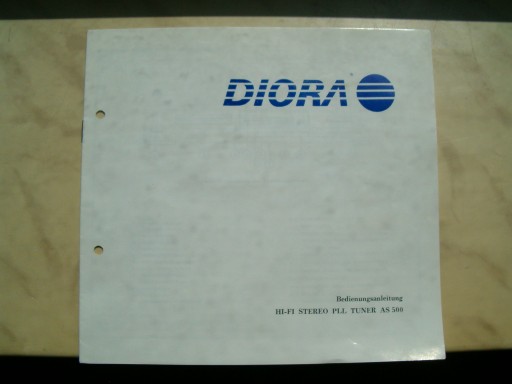 DIORA®
Bedienungsanleitung
HI-FI STEREO PLL TUNER AS 500